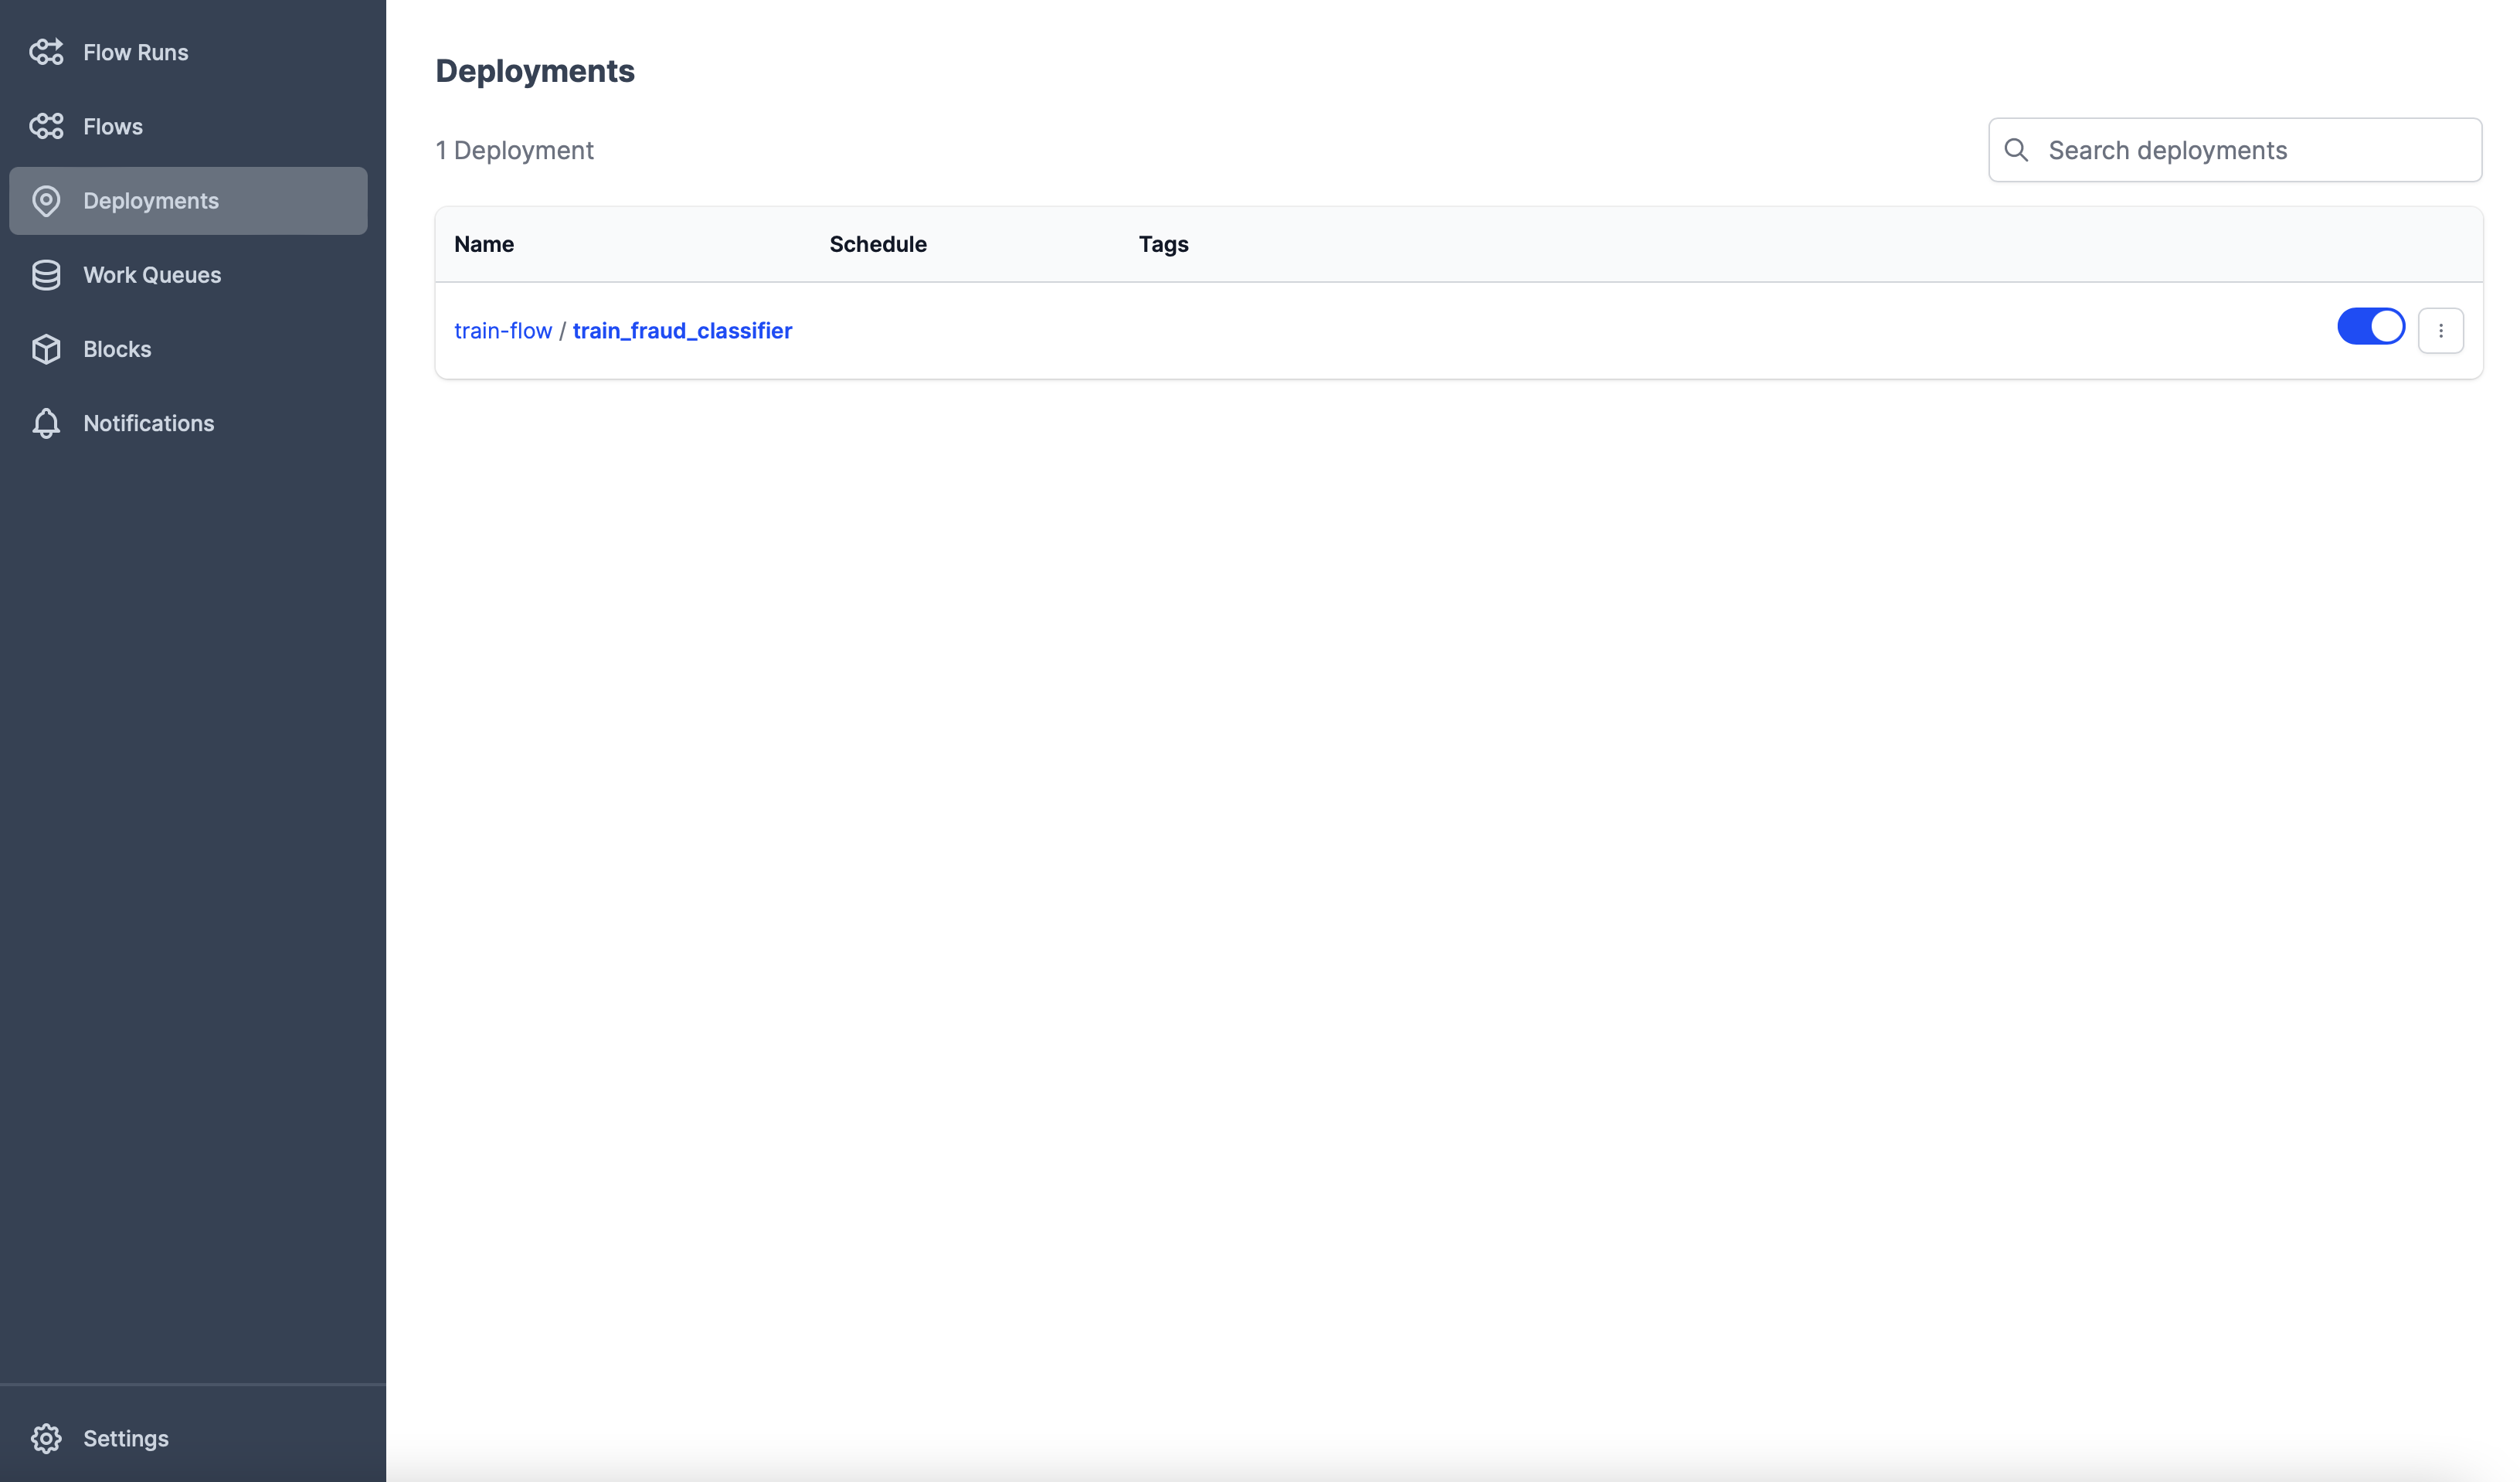 Flow Runs
Flows
Deployments
Work Queues
Blocks
Notifications
Settings
Deployments
1 Deployment
Search deployments
Name Schedule Tags
train-flow / train_fraud_classifier